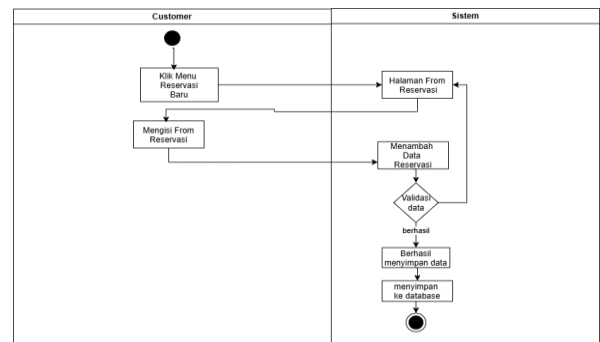 Customer
Sistem
Klik Menu
Reservasi
Baru
Halaman From
Reservasi
Mengisi From
Reservasi
Menambah
Data
Reservasi
Validasi
data
berhasil
Berhasil
menyimpan data
menyimpan
ke database